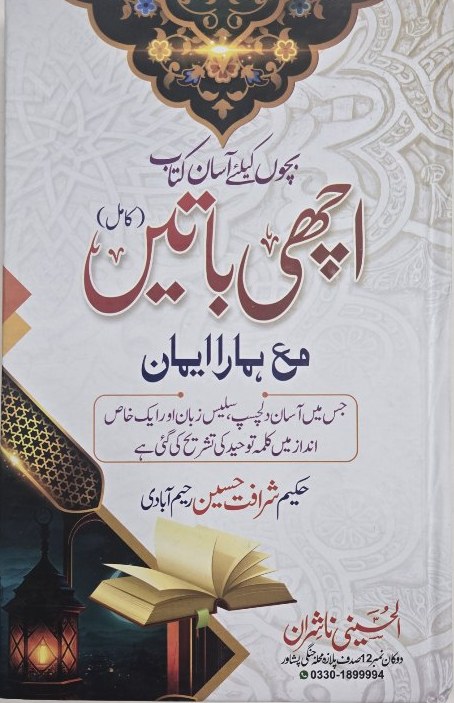 بچوں کیلئے آسان کتاب
اچھی باتیں (کامل)
مع ہمارا ایمان
جس میں آسان دلچسپ، سلیس زبان اور ایک خاص
انداز میں کلمہ توحید کی تشریح کی گئی ہے
حکیم شرافت حسین رحیم آبادی
الحسینی ناشران
دوکان نمبر 12 صدف پلازہ محلہ جنگی پشاور
0330-1899994